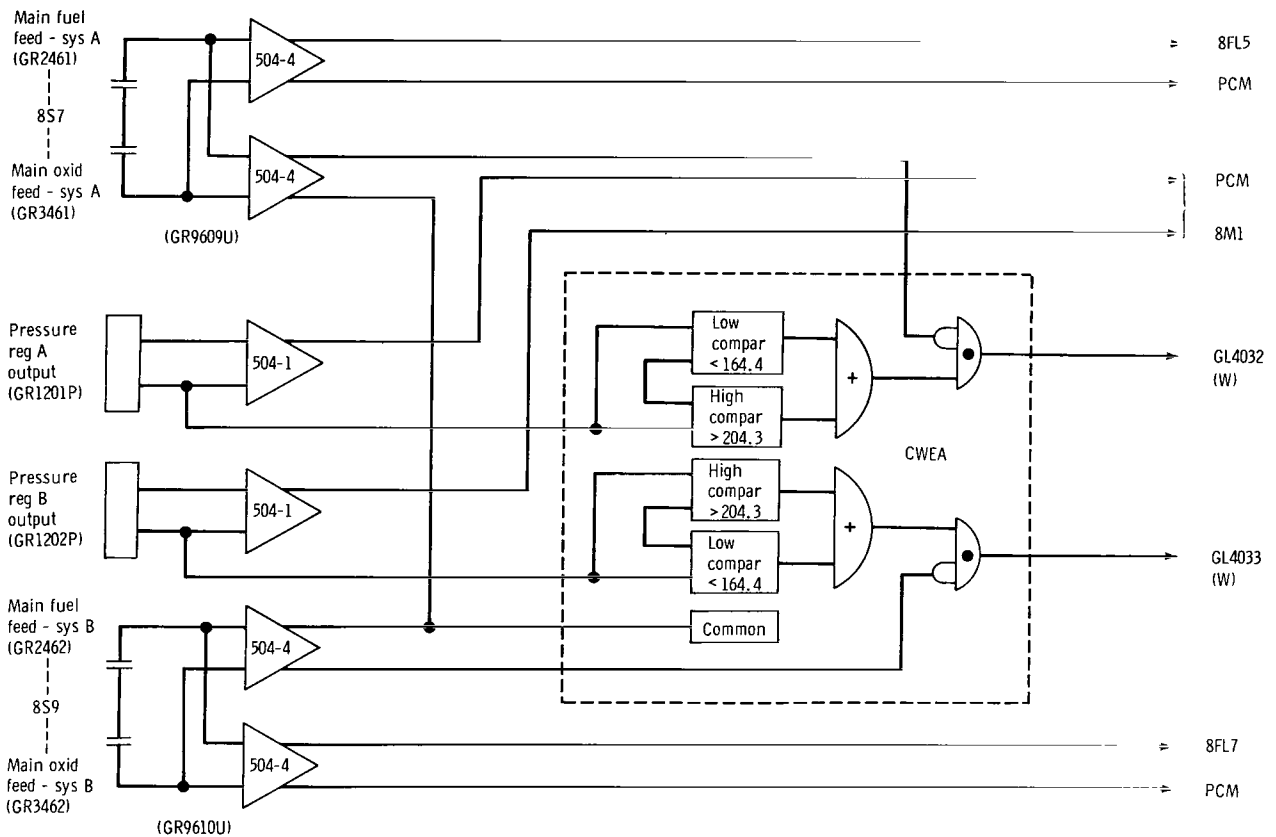 Main fuel
feed - sys A
(GR2461)
8S7
Main oxid
feed - sys A
(GR3461)
504-4
504-4
(GR9609U)
8FL5
PCM
PCM
8M1
Pressure
reg A
output
(GR1201P)
504-1
Low
compar
< 164.4
High
compar
> 204.3
+
GL4032
(W)
CWEA
Pressure
reg B
output
(GR1202P)
504-1
High
compar
> 204.3
Low
compar
< 164.4
+
GL4033
(W)
Common
Main fuel
feed - sys B
(GR2462)
8S9
Main oxid
feed - sys B
(GR3462)
504-4
504-4
(GR9610U)
8FL7
PCM